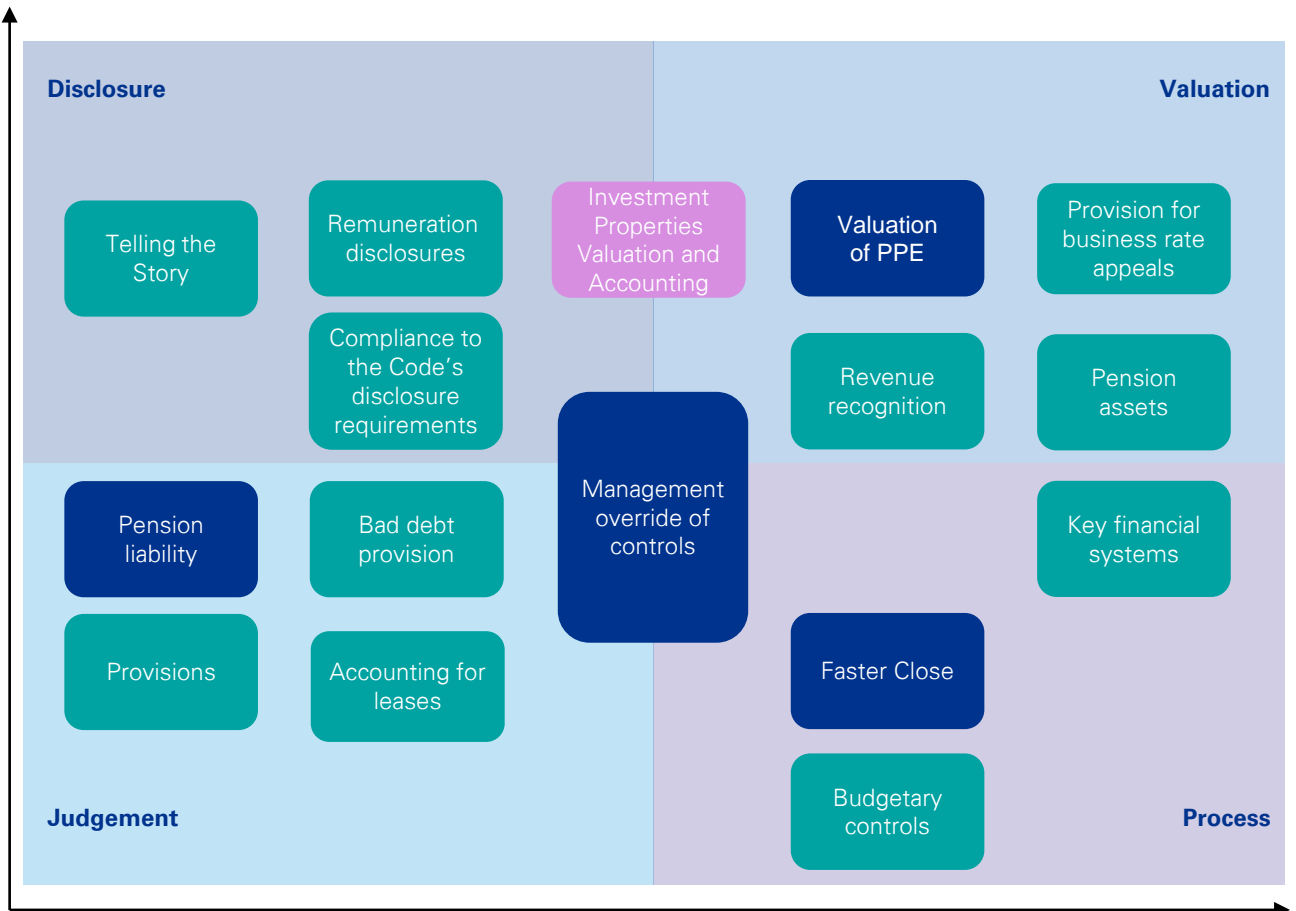 Disclosure
Valuation
Telling the
Story
Remuneration
disclosures
Investment
Properties
Valuation and
Accounting
Valuation
of PPE
Provision for
business rate
appeals
Compliance to
the Code's
disclosure
requirements
Revenue
recognition
Pension
assets
Management
override of
controls
Pension
liability
Bad debt
provision
Key financial
systems
Provisions
Accounting for
leases
Faster Close
Budgetary
controls
Judgement
Process